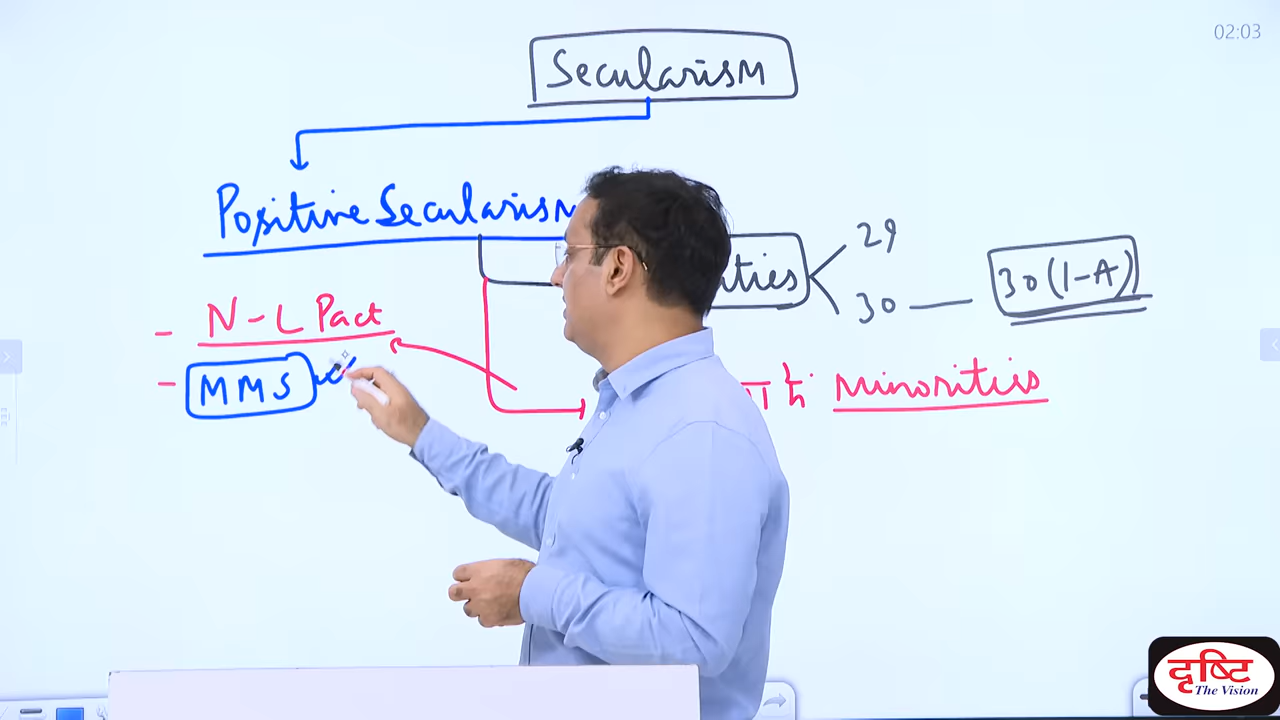 02:03
Secularism
Positive Secularism
29
30 — 30(1-A)
- N-L Pact
- MMS
Minorities
दृष्टि
The Vision